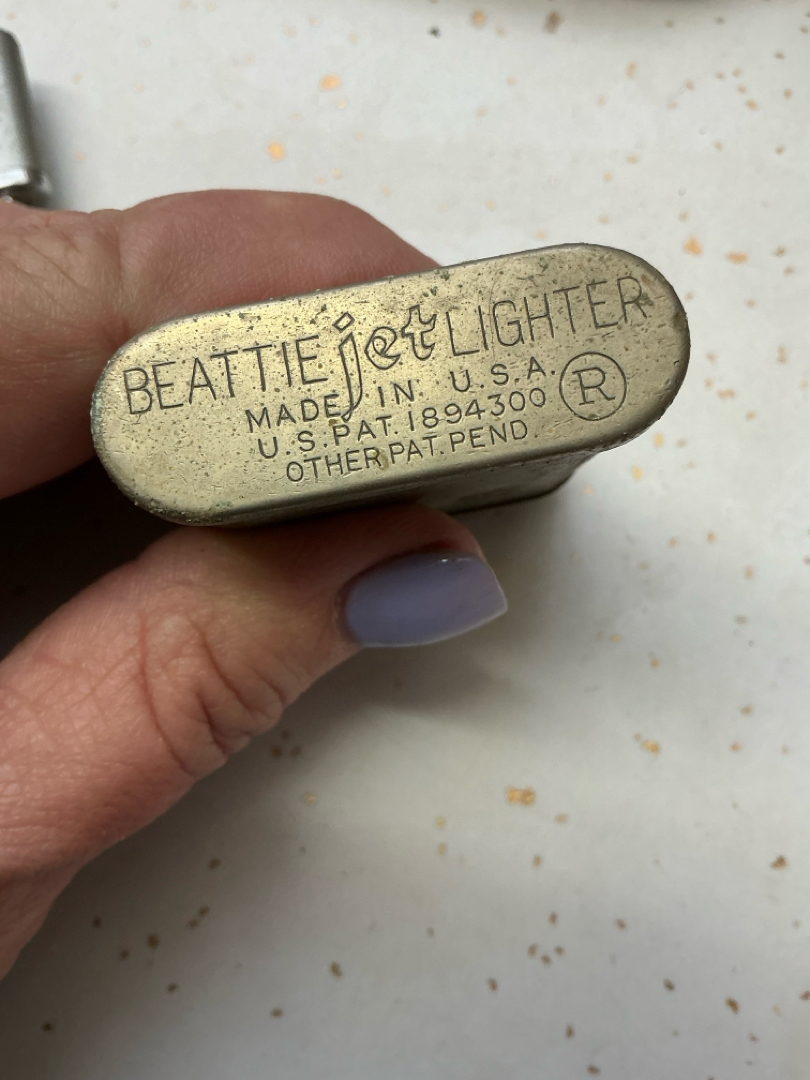 BEATTIE jet LIGHTER
MADE IN U.S.A.
U.S. PAT. 1894300 ®
OTHER PAT. PEND.